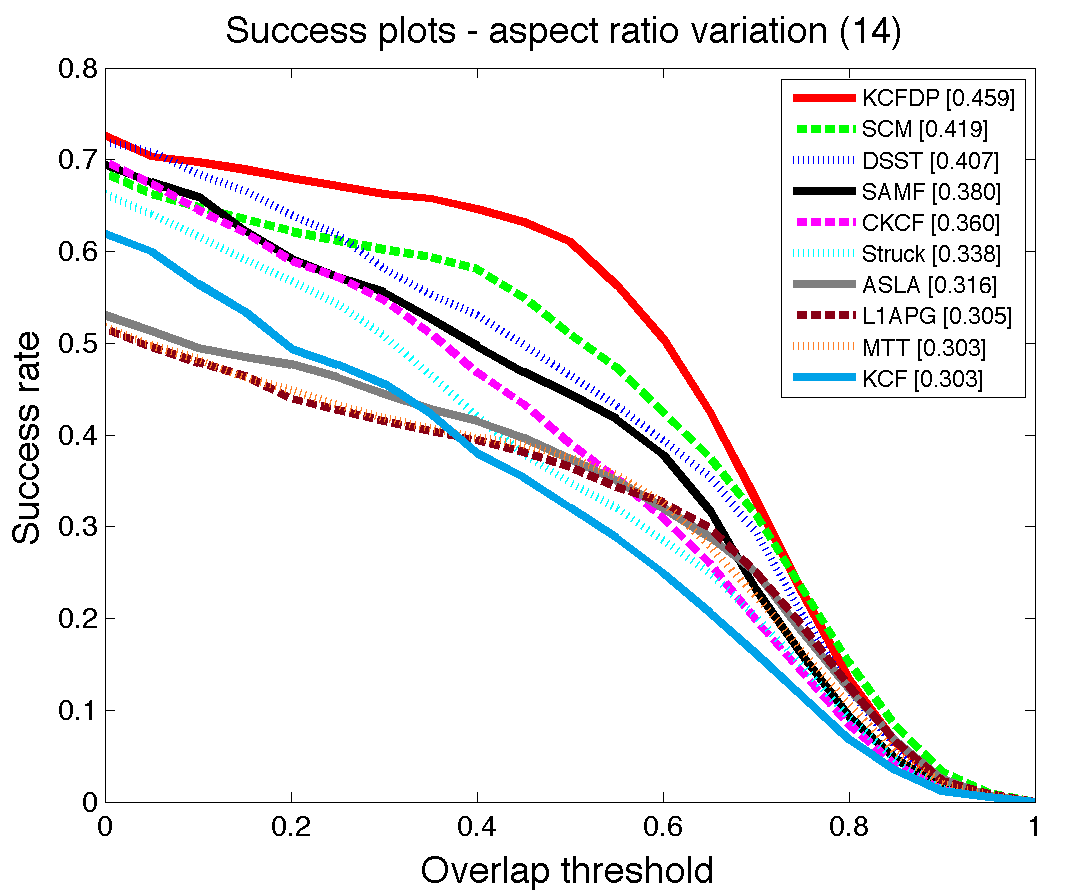 Success plots - aspect ratio variation (14)
0.8
0.7
0.6
0.5
0.4
0.3
0.2
0.1
0
Success rate
KCFDP [0.459]
SCM [0.419]
DSST [0.407]
SAMF [0.380]
CKCF [0.360]
Struck [0.338]
ASLA [0.316]
L1APG [0.305]
MTT [0.303]
KCF [0.303]
0 0.2 0.4 0.6 0.8 1
Overlap threshold